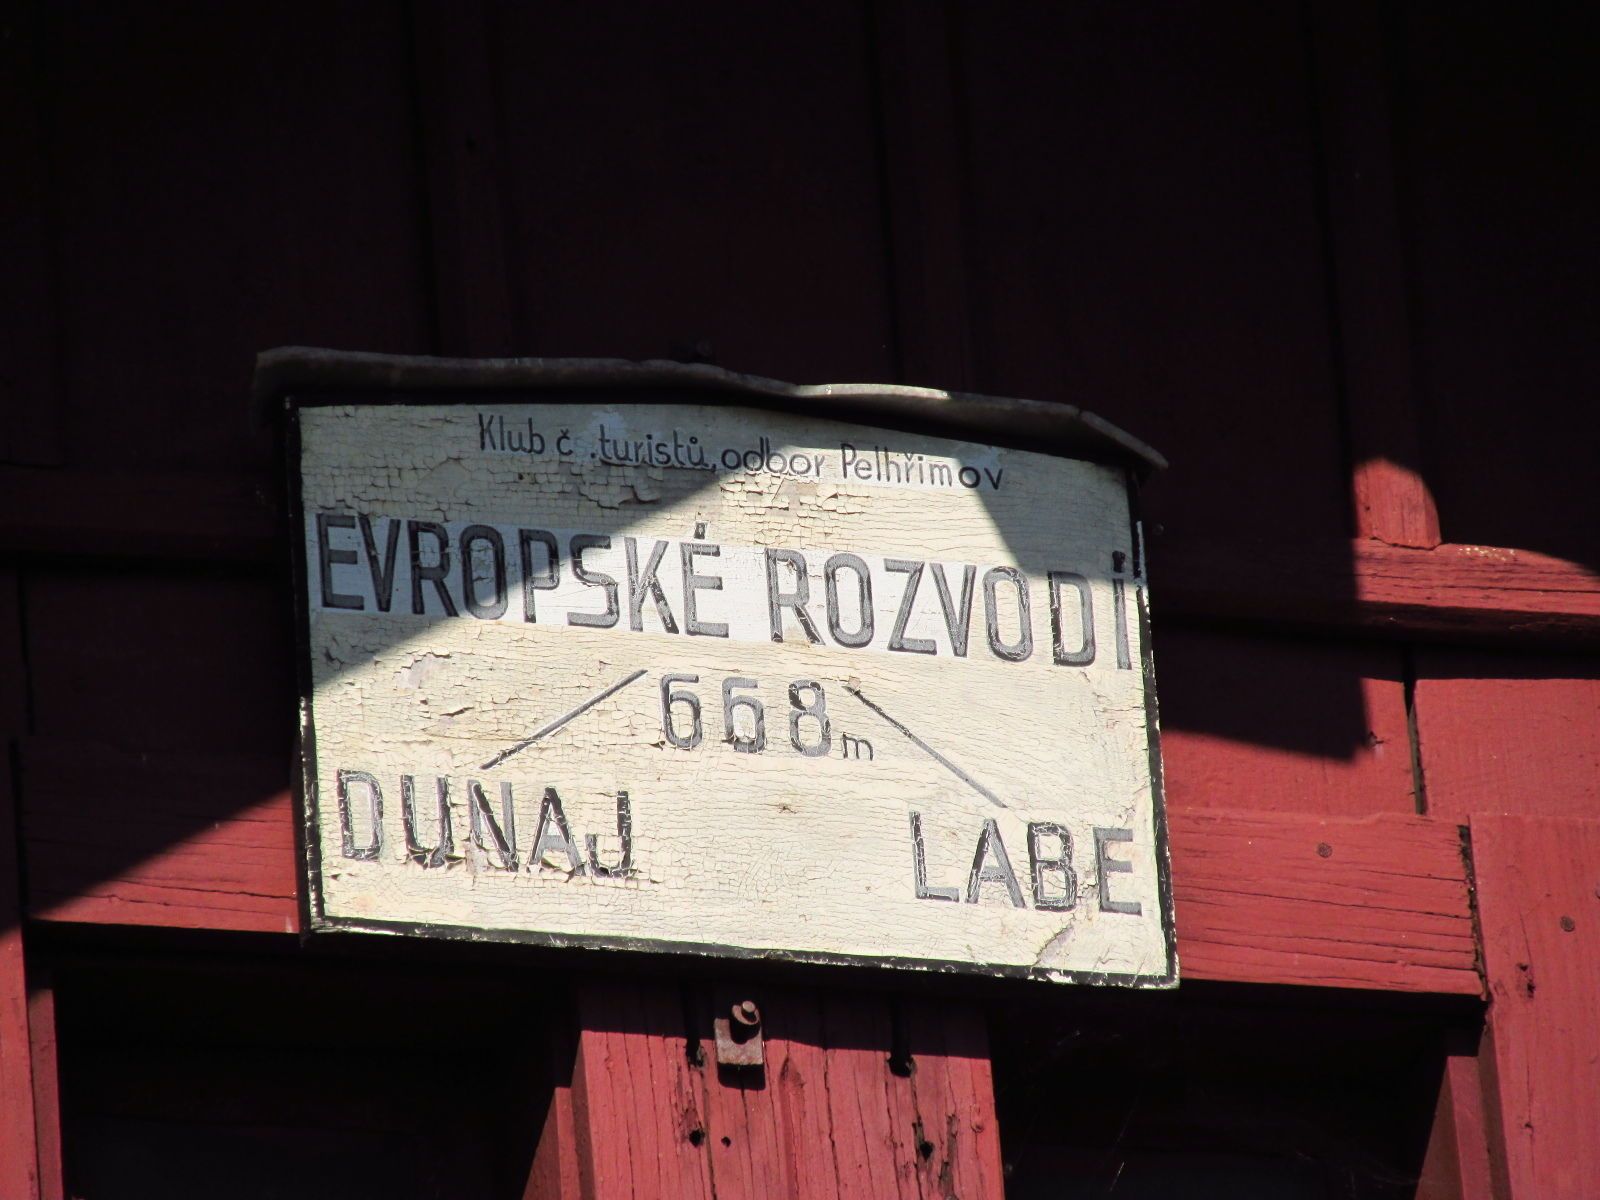 Klub č. turistů, odbor Pelhřimov
EVROPSKÉ ROZVODÍ
668m
DUNAJ LABE